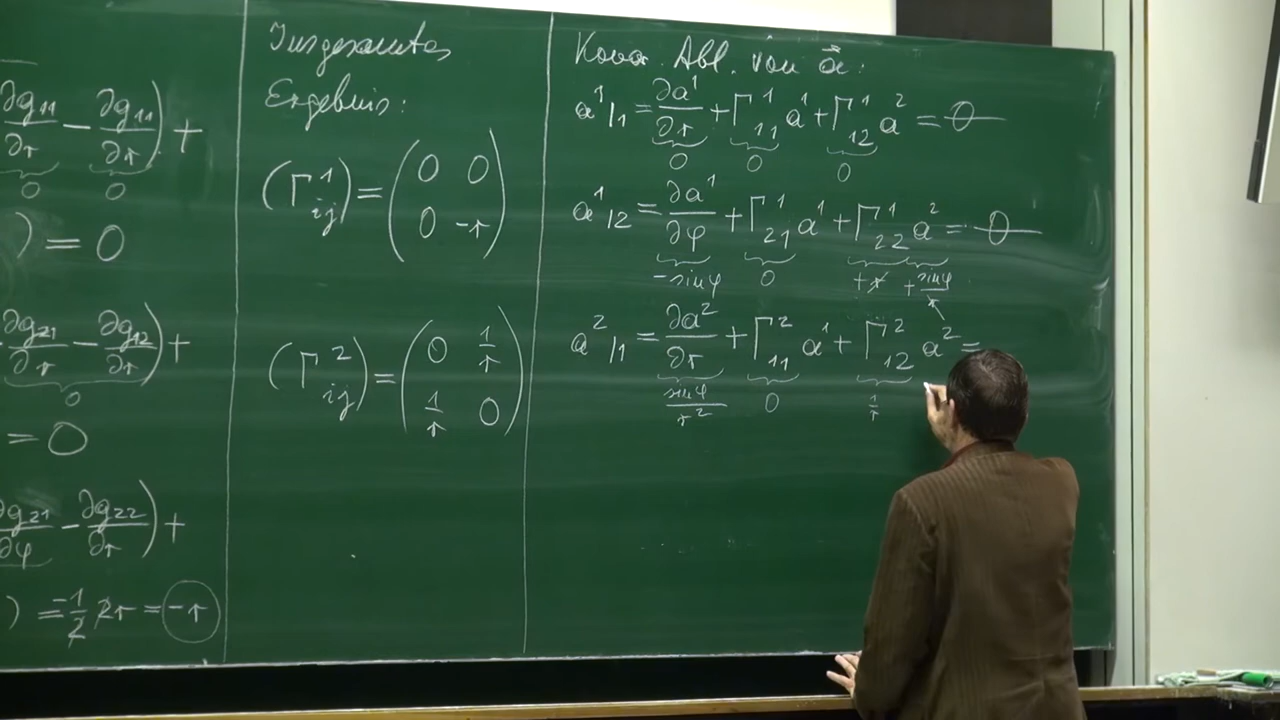 ∂g₁₁/∂r − ∂g₁₁/∂r) +
0 0
) = 0
∂g₂₁/∂r − ∂g₁₂/∂r) +
0
= 0
∂g₂₁/∂φ − ∂g₂₂/∂r) +
) = −1/2 2r = −r
Insgesamtes
Ergebnis:
(Γ¹ᵢⱼ) = (0 0
0 −r)
(Γ²ᵢⱼ) = (0 1/r
1/r 0)
Kovar. Abl. von a⃗:
a¹|₁ = ∂a¹/∂r + Γ¹₁₁ a¹ + Γ¹₁₂ a² = 0
0 0 0
a¹|₂ = ∂a¹/∂φ + Γ¹₂₁ a¹ + Γ¹₂₂ a² = 0
−sinφ 0 +r +sinφ/r
a²|₁ = ∂a²/∂r + Γ²₁₁ a¹ + Γ²₁₂ a² =
sinφ/r² 0 1/r